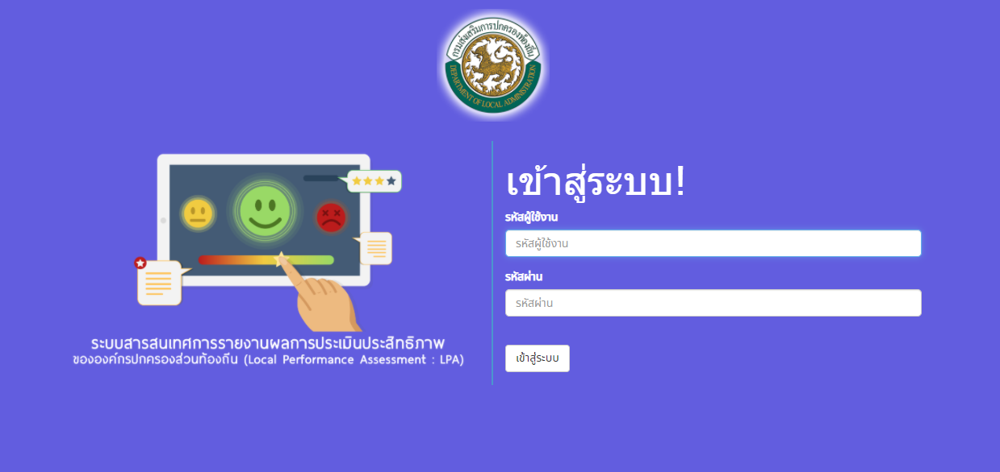 กรมส่งเสริมการปกครองท้องถิ่น
DEPARTMENT OF LOCAL ADMINISTRATION
ระบบสารสนเทศการรายงานผลการประเมินประสิทธิภาพ
ขององค์กรปกครองส่วนท้องถิ่น (Local Performance Assessment : LPA)
เข้าสู่ระบบ!
รหัสผู้ใช้งาน
รหัสผู้ใช้งาน
รหัสผ่าน
รหัสผ่าน
เข้าสู่ระบบ